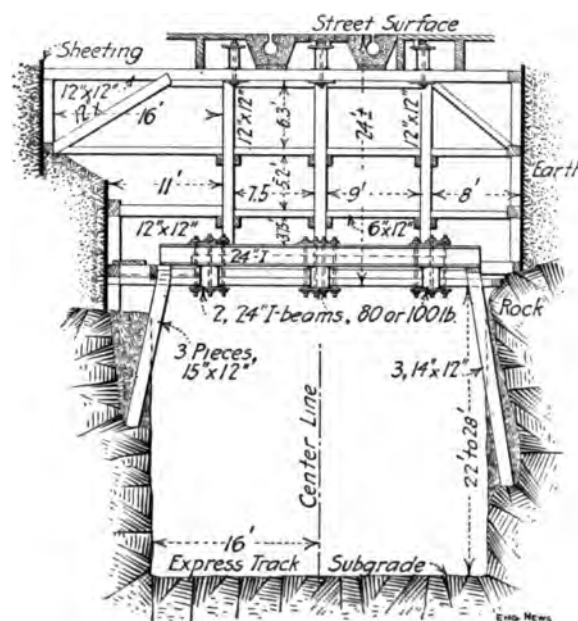 Street Surface
Sheeting
12"x12"
16'
12"x12"
6.3'
24'±
12"x12"
Earth
11'
7.5
5.2'
9'
8'
12"x12"
3.75'
6"x12"
24" I
2, 24" I-beams, 80 or 100 lb.
Rock
3 Pieces,
15"x12",
3, 14"x12"
Center Line
22 to 28'
16'
Express Track
Subgrade
ENG. NEWS